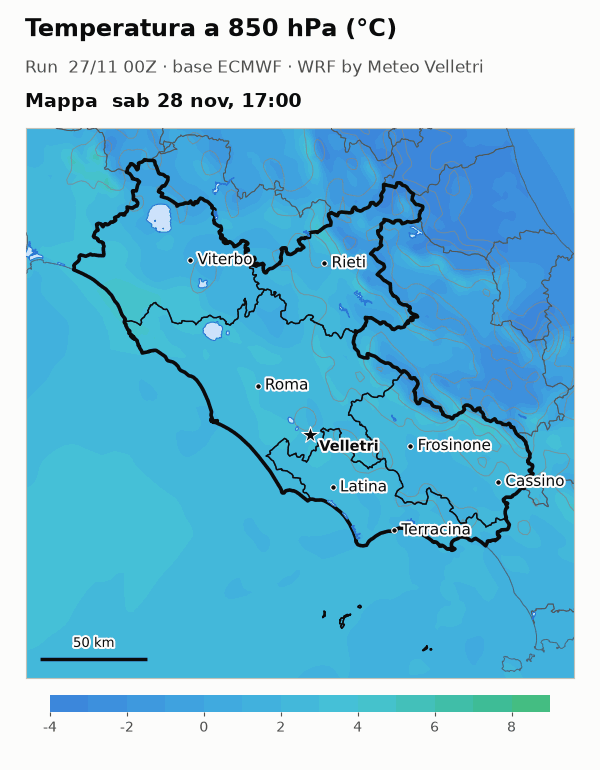 Temperatura a 850 hPa (°C)
Run  27/11 00Z · base ECMWF · WRF by Meteo Velletri
Mappa  sab 28 nov, 17:00
Viterbo
Rieti
Roma
Velletri
Frosinone
Latina
Cassino
Terracina
50 km
-4 -2 0 2 4 6 8